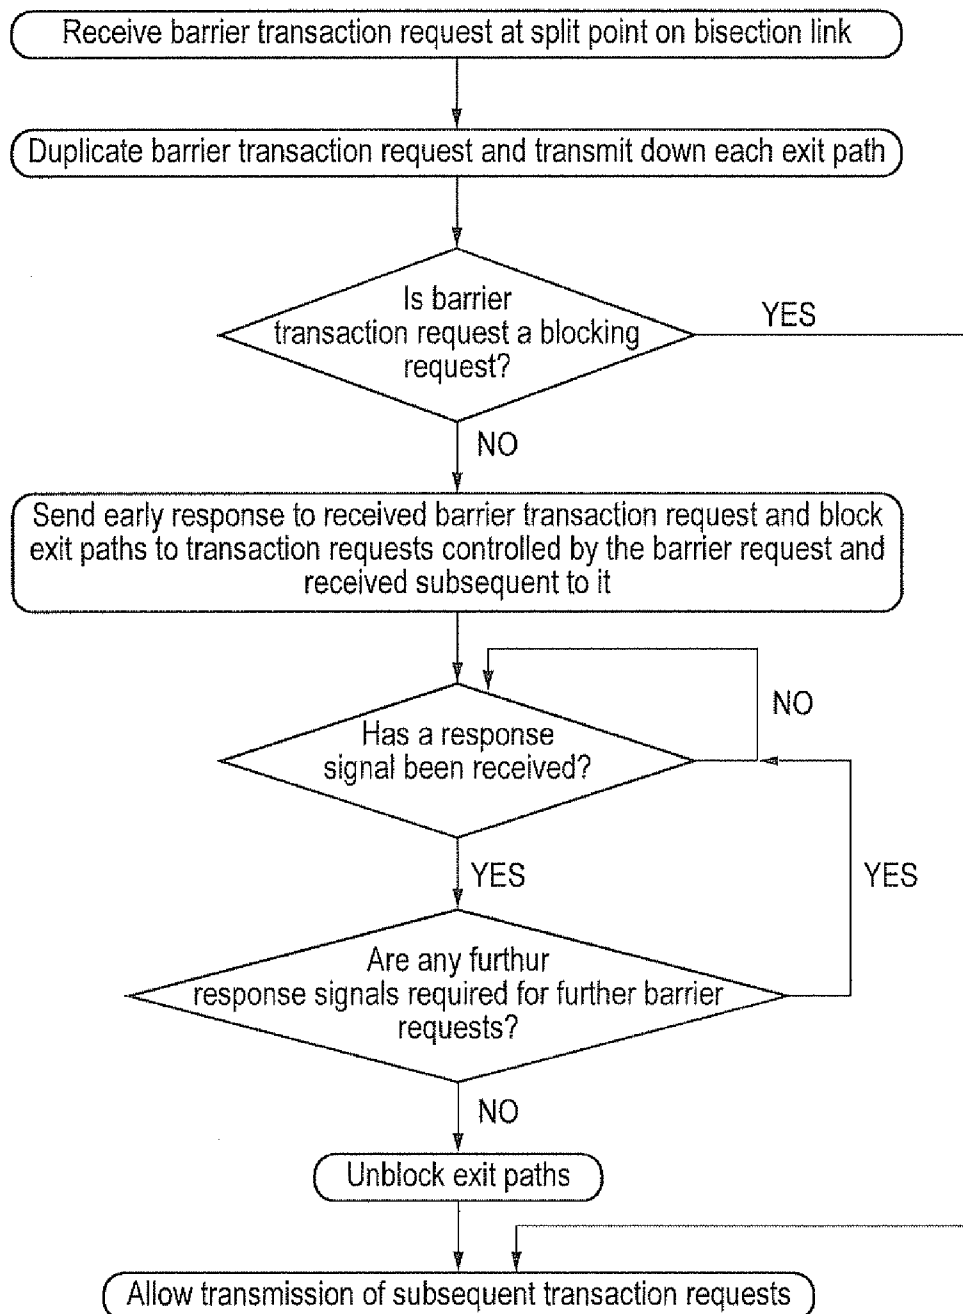 Receive barrier transaction request at split point on bisection link
Duplicate barrier transaction request and transmit down each exit path
Is barrier
transaction request a blocking
request?
YES
NO
Send early response to received barrier transaction request and block
exit paths to transaction requests controlled by the barrier request and
received subsequent to it
Has a response
signal been received?
NO
YES
YES
Are any furthur
response signals required for further barrier
requests?
NO
Unblock exit paths
Allow transmission of subsequent transaction requests